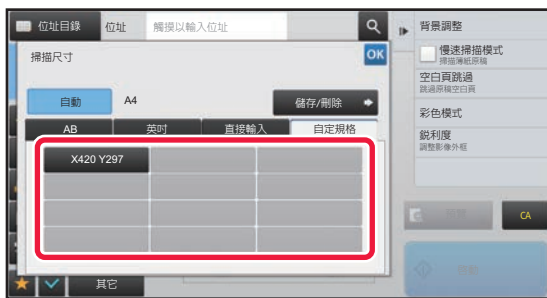 位址目錄 位址 觸摸以輸入位址
背景調整
掃描尺寸 OK
慢速掃描模式
掃描薄紙原稿
空白頁跳過
跳過原稿空白頁
自動 A4 儲存/刪除
彩色模式
AB 英吋 直接輸入 自定規格
銳利度
調整影像外框
X420 Y297
CA
其它